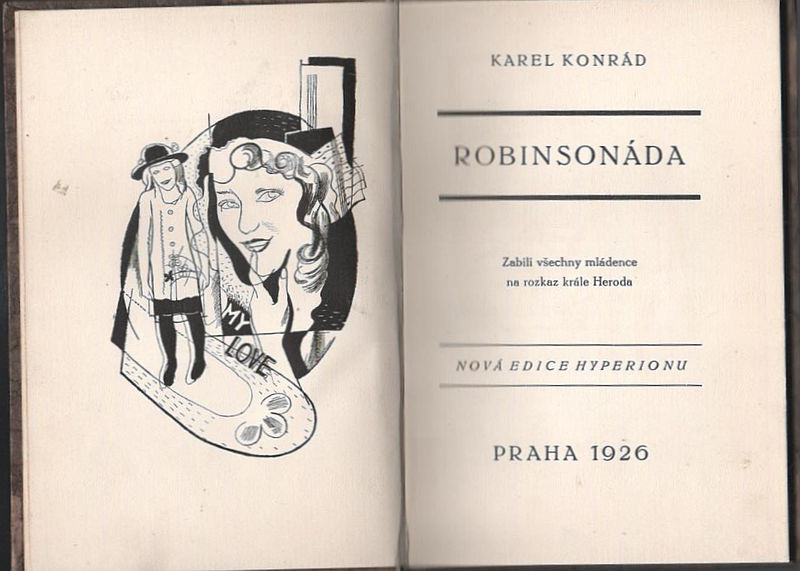 MY
LOVE
KAREL KONRÁD
ROBINSONÁDA
Zabili všechny mládence
na rozkaz krále Heroda
NOVÁ EDICE HYPERIONU
PRAHA 1926